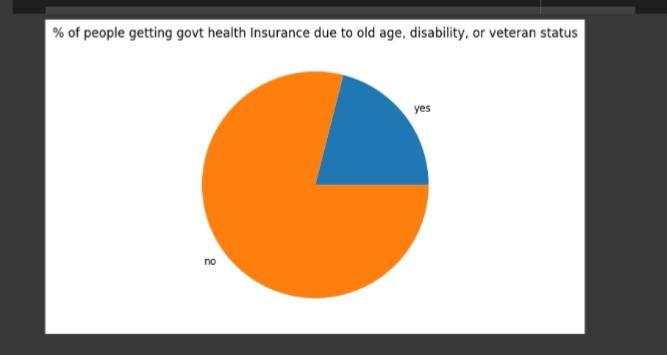 % of people getting govt health Insurance due to old age, disability, or veteran status
yes
no